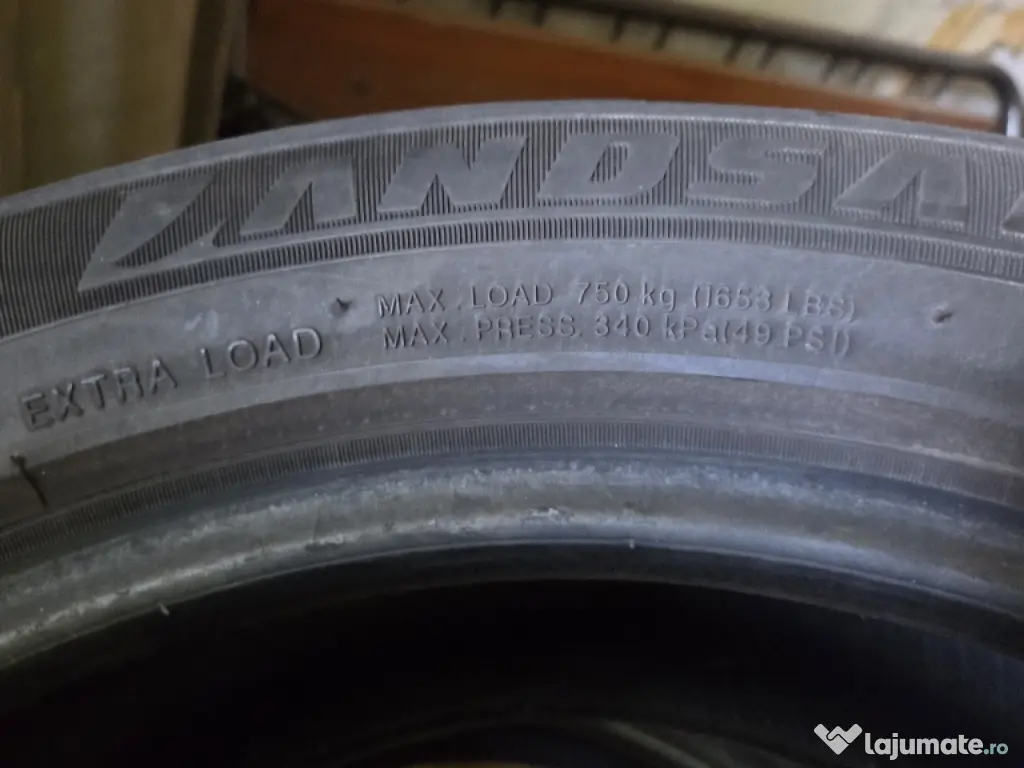 LANDSA
MAX. LOAD 750 kg (1653 LBS)
MAX. PRESS. 340 kPa(49 PSI)
EXTRA LOAD
lajumate.ro